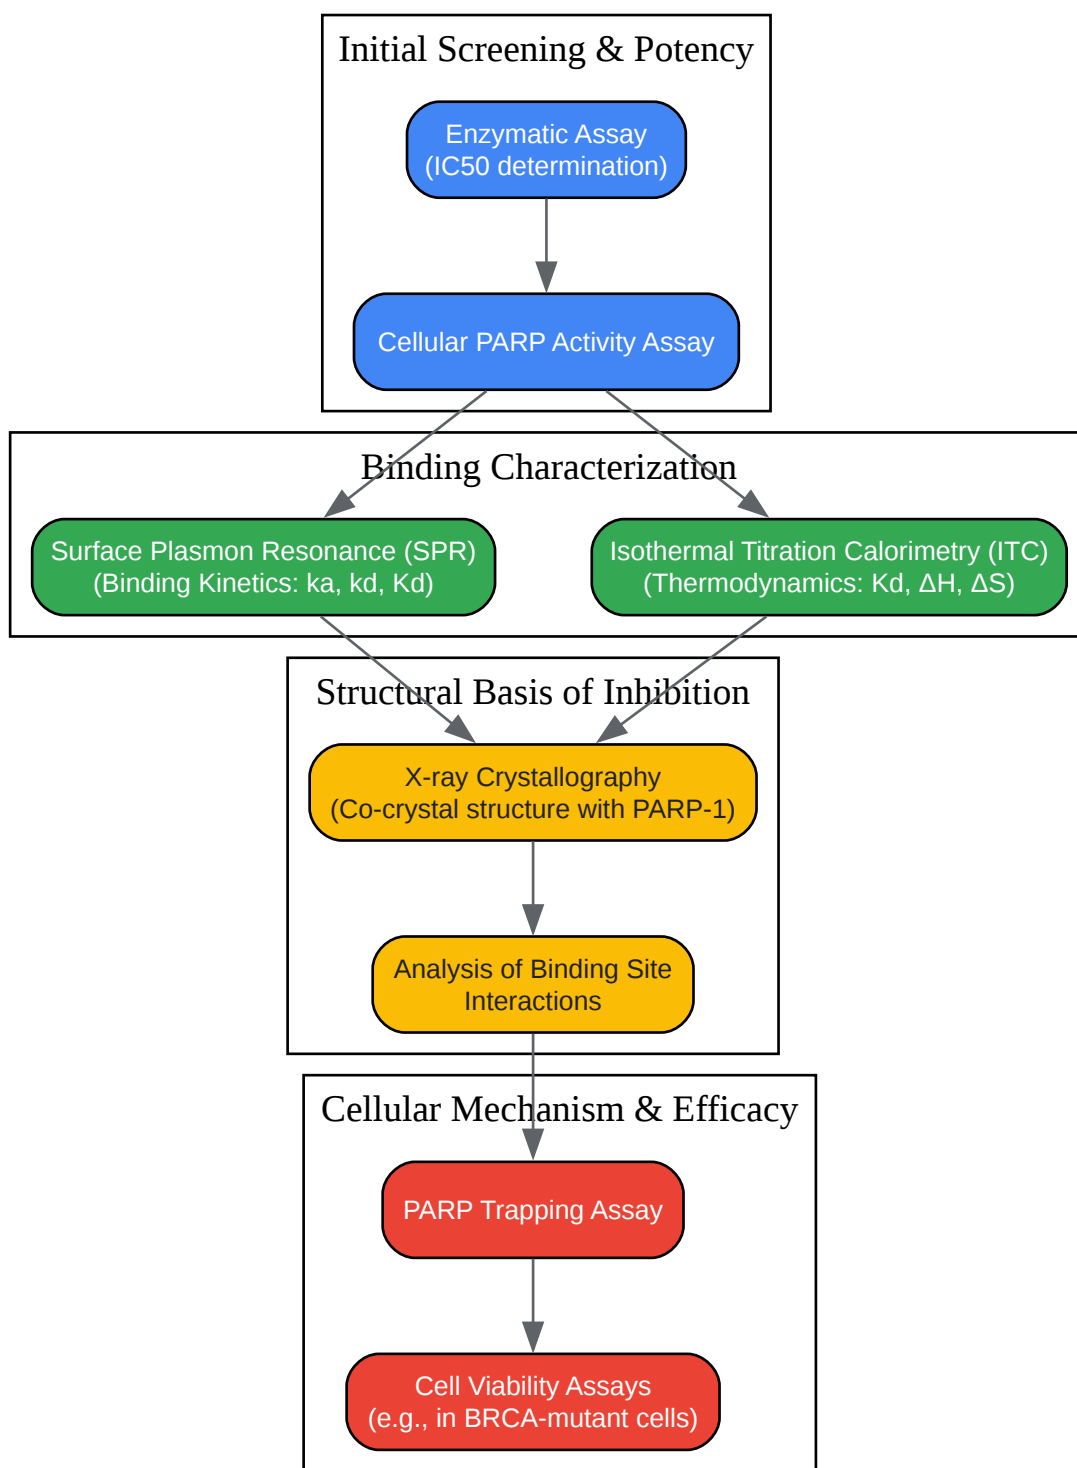 Initial Screening & Potency
Enzymatic Assay
(IC50 determination)
Cellular PARP Activity Assay
Binding Characterization
Surface Plasmon Resonance (SPR)
(Binding Kinetics: ka, kd, Kd)
Isothermal Titration Calorimetry (ITC)
(Thermodynamics: Kd, ΔH, ΔS)
Structural Basis of Inhibition
X-ray Crystallography
(Co-crystal structure with PARP-1)
Analysis of Binding Site
Interactions
Cellular Mechanism & Efficacy
PARP Trapping Assay
Cell Viability Assays
(e.g., in BRCA-mutant cells)